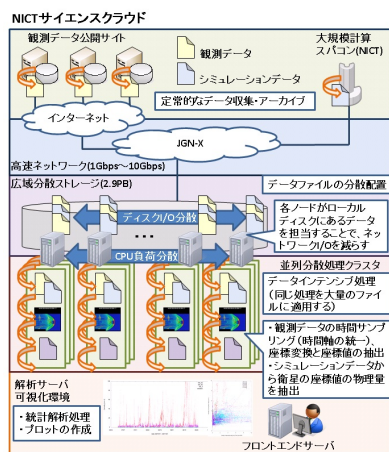 NICTサイエンスクラウド
観測データ公開サイト
大規模計算
スパコン(NICT)
観測データ
シミュレーションデータ
定常的なデータ収集・アーカイブ
インターネット
JGN-X
高速ネットワーク(1Gbps～10Gbps)
広域分散ストレージ(2.9PB)
データファイルの分散配置
ディスクI/O分散
...
各ノードがローカル
ディスクにあるデータ
を担当することで、ネッ
トワークI/Oを減らす
CPU負荷分散
並列分散処理クラスタ
データインテンシブ処理
（同じ処理を大量のファイ
ルに適用する）
・観測データの時間サンプ
リング（時間軸の統一）、
座標変換と座標値の抽出
・シミュレーションデータか
ら衛星の座標値の物理量
を抽出
解析サーバ
可視化環境
・統計解析処理
・プロットの作成
フロントエンドサーバ